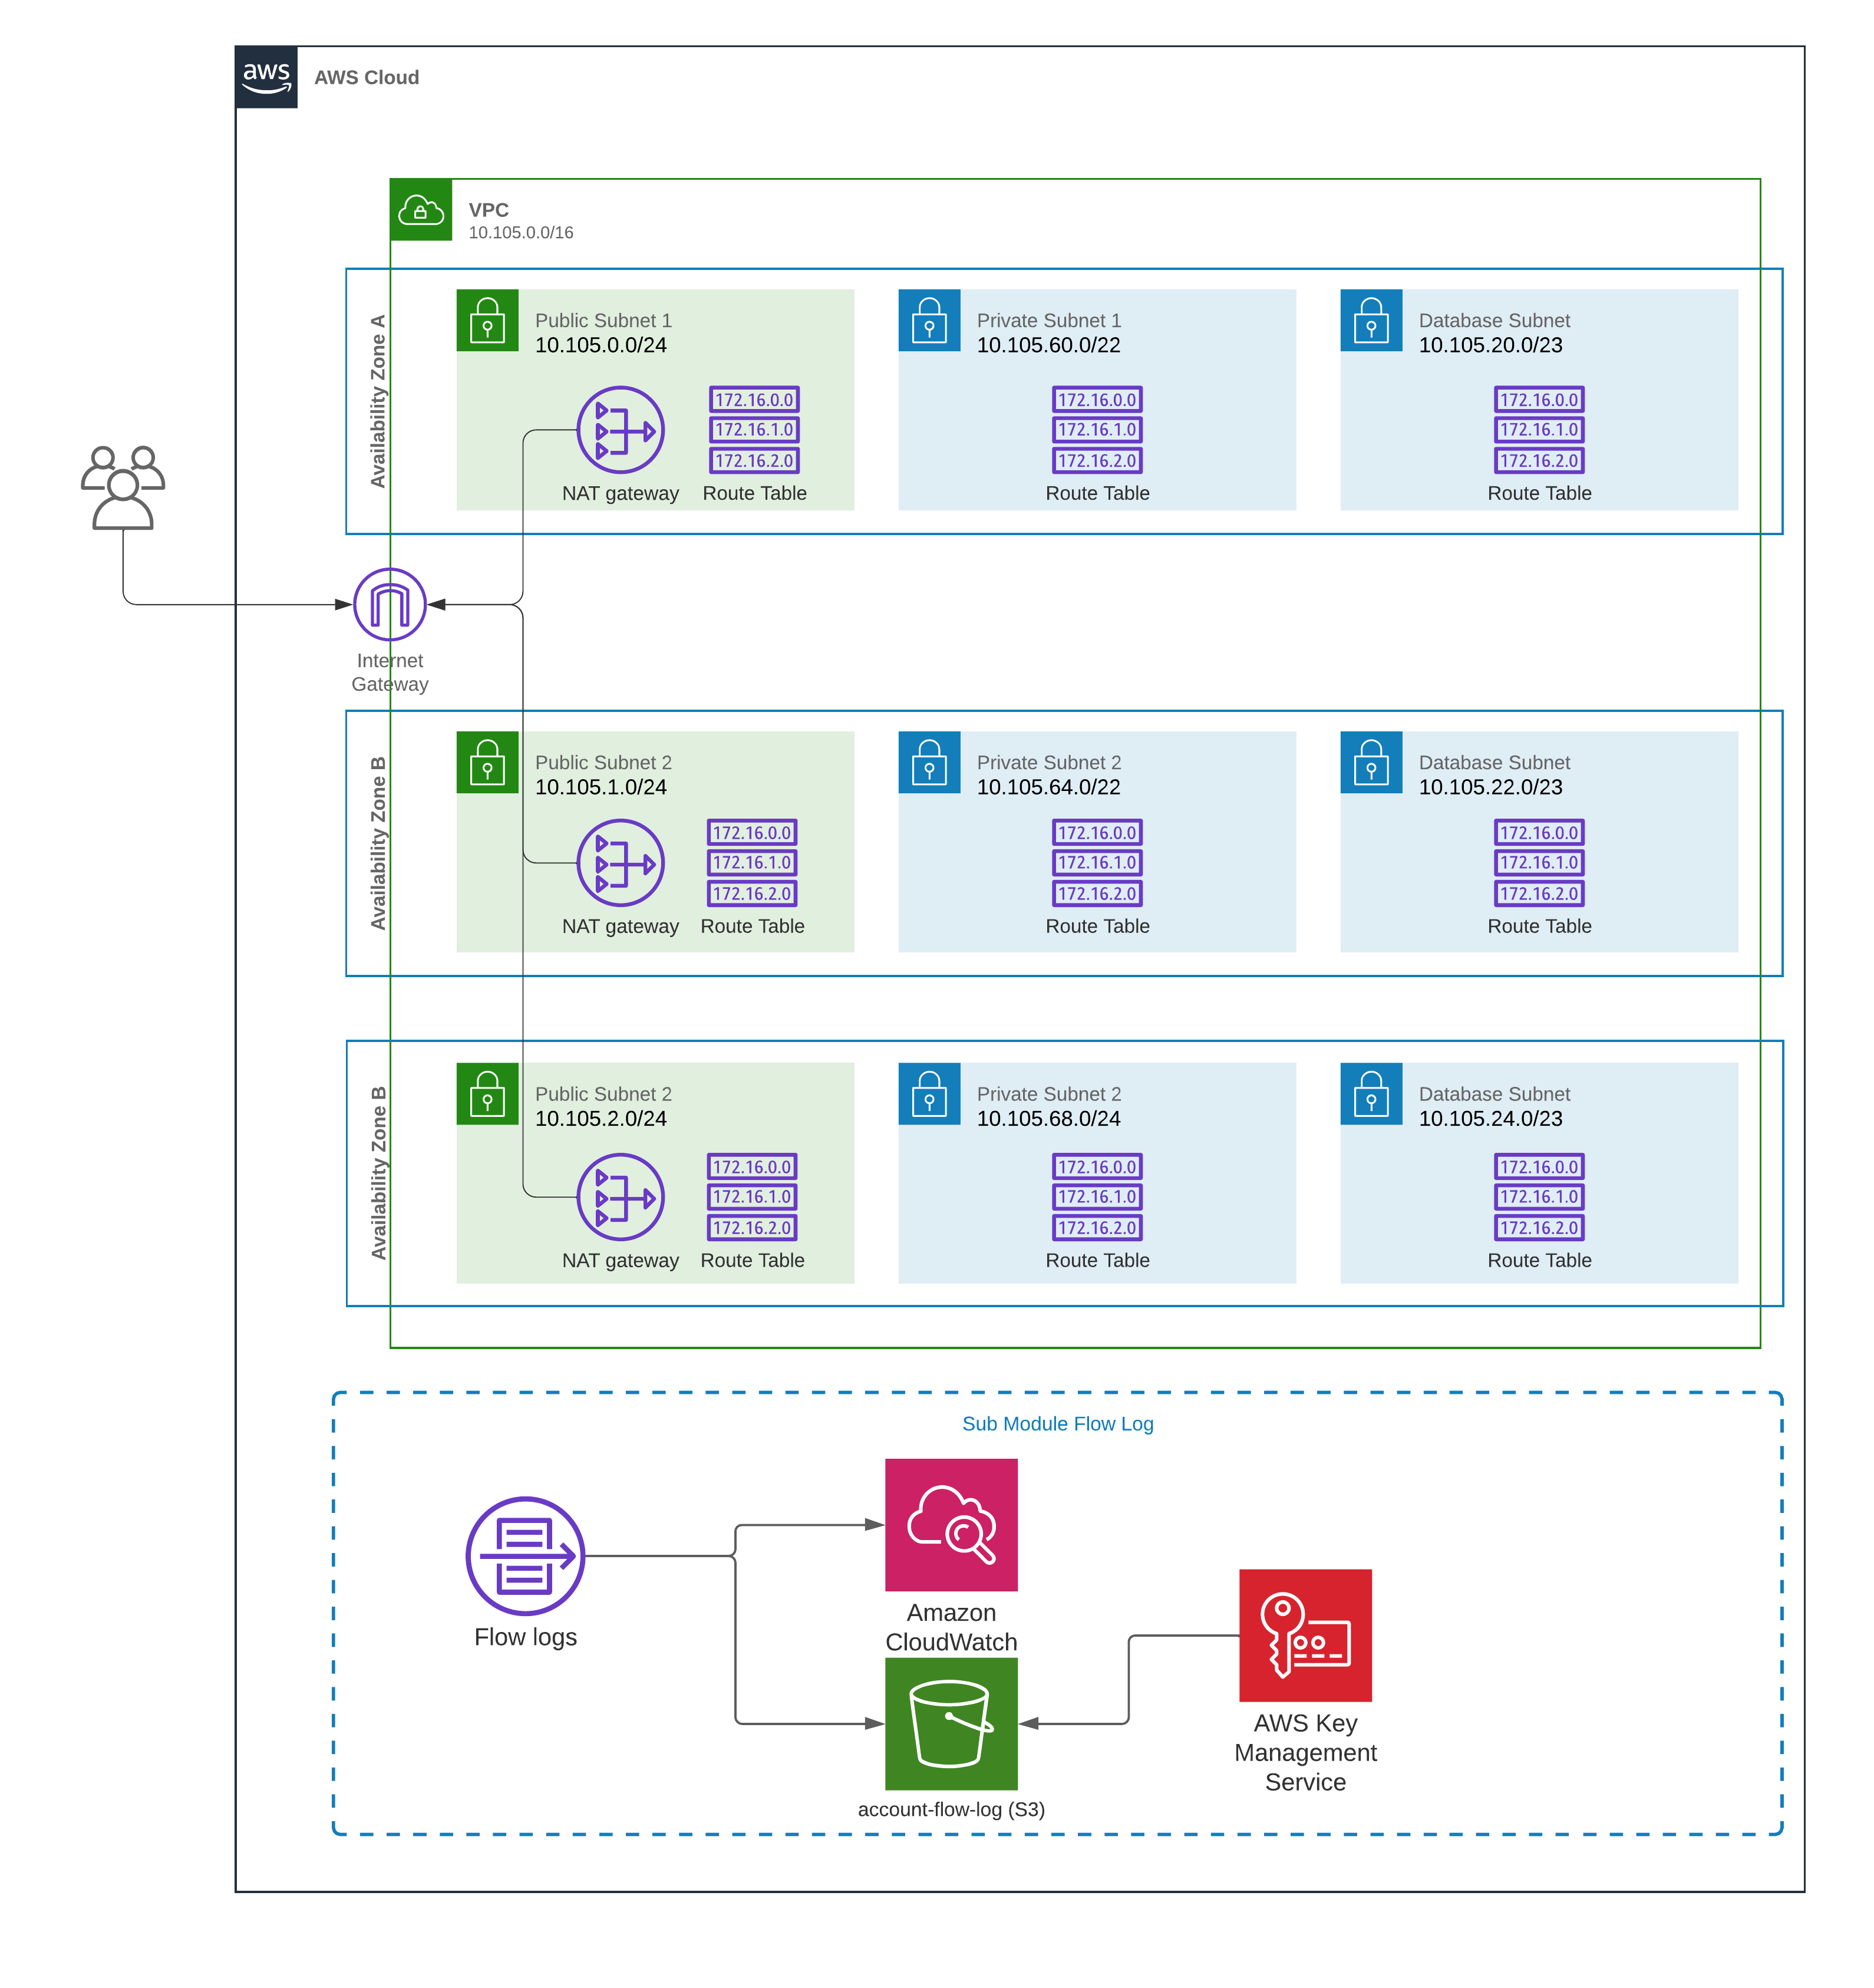 aws
AWS Cloud
VPC
10.105.0.0/16
Availability Zone A
Public Subnet 1
10.105.0.0/24
NAT gateway
172.16.0.0
172.16.1.0
172.16.2.0
Route Table
Private Subnet 1
10.105.60.0/22
172.16.0.0
172.16.1.0
172.16.2.0
Route Table
Database Subnet
10.105.20.0/23
172.16.0.0
172.16.1.0
172.16.2.0
Route Table
Internet
Gateway
Availability Zone B
Public Subnet 2
10.105.1.0/24
NAT gateway
172.16.0.0
172.16.1.0
172.16.2.0
Route Table
Private Subnet 2
10.105.64.0/22
172.16.0.0
172.16.1.0
172.16.2.0
Route Table
Database Subnet
10.105.22.0/23
172.16.0.0
172.16.1.0
172.16.2.0
Route Table
Availability Zone B
Public Subnet 2
10.105.2.0/24
NAT gateway
172.16.0.0
172.16.1.0
172.16.2.0
Route Table
Private Subnet 2
10.105.68.0/24
172.16.0.0
172.16.1.0
172.16.2.0
Route Table
Database Subnet
10.105.24.0/23
172.16.0.0
172.16.1.0
172.16.2.0
Route Table
Sub Module Flow Log
Flow logs
Amazon
CloudWatch
account-flow-log (S3)
AWS Key
Management
Service